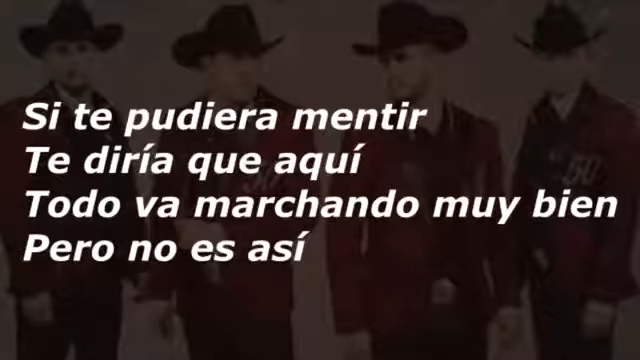 Si te pudiera mentir
Te diría que aquí
Todo va marchando muy bien
Pero no es así